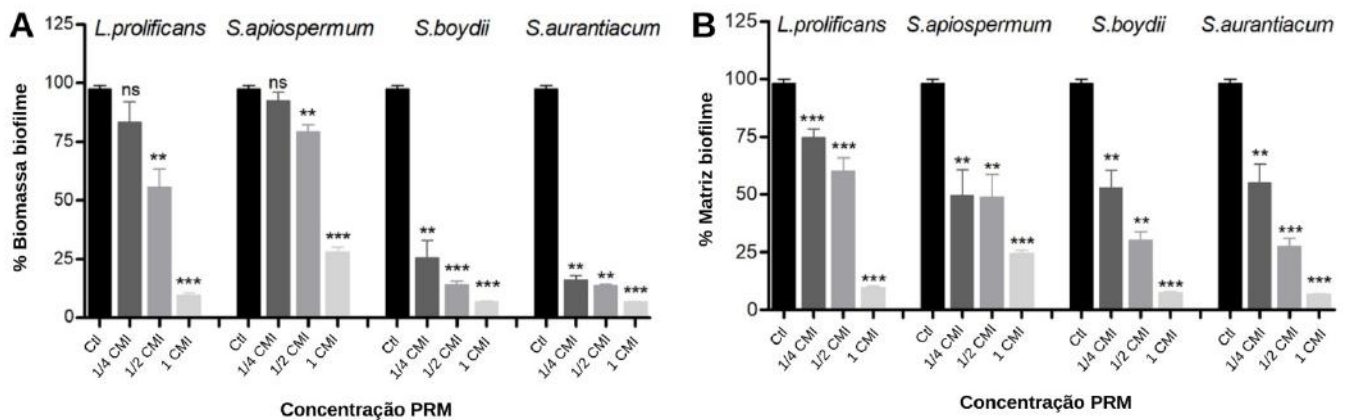 A
L.prolificans S.apiospermum S.boydii S.aurantiacum
% Biomassa biofilme
125
100
75
50
25
0
ns ** ***
ns ** ***
** *** ***
** ** ***
Ctl 1/4 CMI 1/2 CMI 1 CMI Ctl 1/4 CMI 1/2 CMI 1 CMI Ctl 1/4 CMI 1/2 CMI 1 CMI Ctl 1/4 CMI 1/2 CMI 1 CMI
Concentração PRM
B
L.prolificans S.apiospermum S.boydii S.aurantiacum
% Matriz biofilme
125
100
75
50
25
0
*** *** ***
** ** ***
** ** ***
** *** ***
Ctl 1/4 CMI 1/2 CMI 1 CMI Ctl 1/4 CMI 1/2 CMI 1 CMI Ctl 1/4 CMI 1/2 CMI 1 CMI Ctl 1/4 CMI 1/2 CMI 1 CMI
Concentração PRM